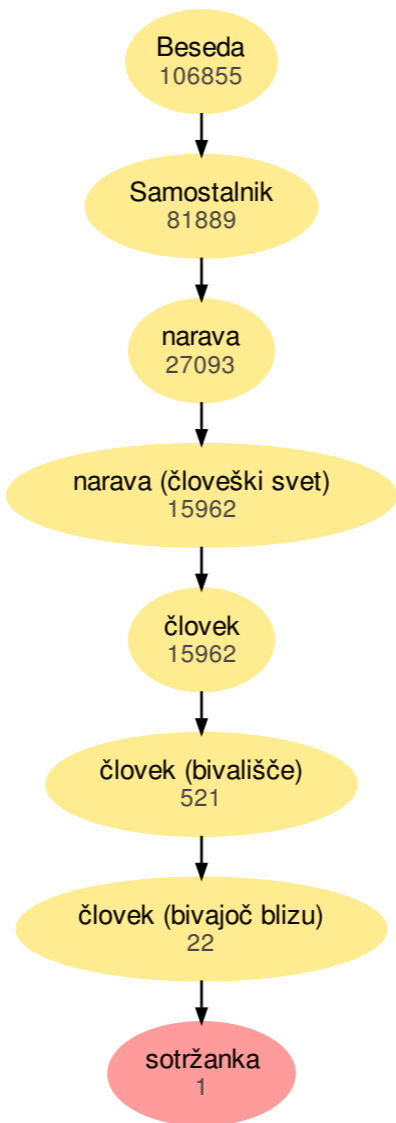 Beseda
106855
Samostalnik
81889
narava
27093
narava (človeški svet)
15962
človek
15962
človek (bivališče)
521
človek (bivajoč blizu)
22
sotržanka
1